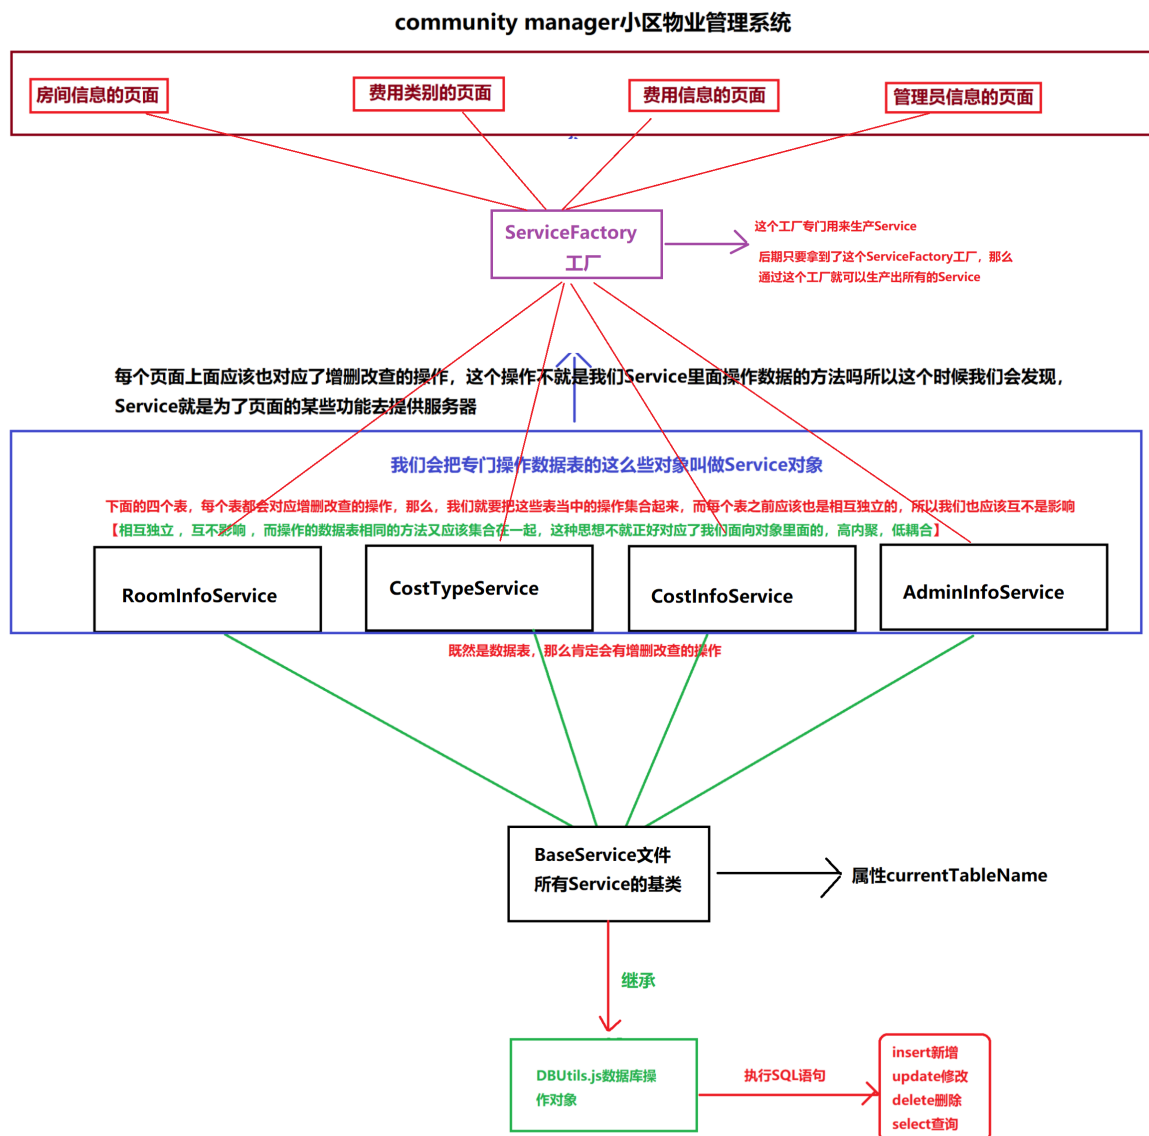 community manager小区物业管理系统
房间信息的页面
费用类别的页面
费用信息的页面
管理员信息的页面
ServiceFactory
工厂
这个工厂专门用来生产Service
后期只要拿到了这个ServiceFactory工厂，那么
通过这个工厂就可以生产出所有的Service
每个页面上面应该也对应了增删改查的操作，这个操作不就是我们Service里面操作数据的方法吗所以这个时候我们会发现，
Service就是为了页面的某些功能去提供服务器
我们会把专门操作数据表的这么些对象叫做Service对象
下面的四个表，每个表都会对应增删改查的操作，那么，我们就要把这些表当中的操作集合起来，而每个表之前应该也是相互独立的，所以我们也应该互不是影响
【相互独立 ，互不影响 ，而操作的数据表相同的方法又应该集合在一起，这种思想不就正好对应了我们面向对象里面的，高内聚，低耦合】
RoomInfoService
CostTypeService
CostInfoService
AdminInfoService
既然是数据表，那么肯定会有增删改查的操作
BaseService文件
所有Service的基类
属性currentTableName
继承
DBUtils.js数据库操
作对象
执行SQL语句
insert新增
update修改
delete删除
select查询